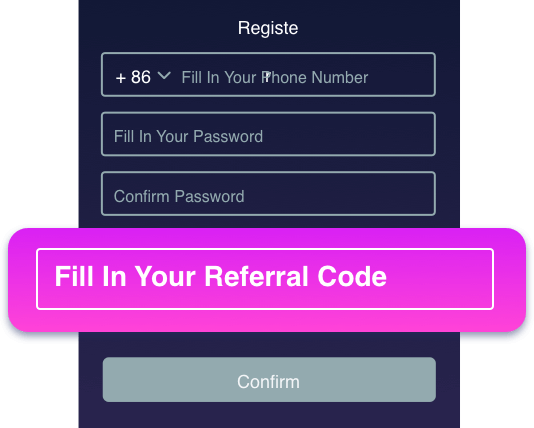 Registe
+ 86 Fill In Your Phone Number
Fill In Your Password
Confirm Password
Fill In Your Referral Code
Confirm